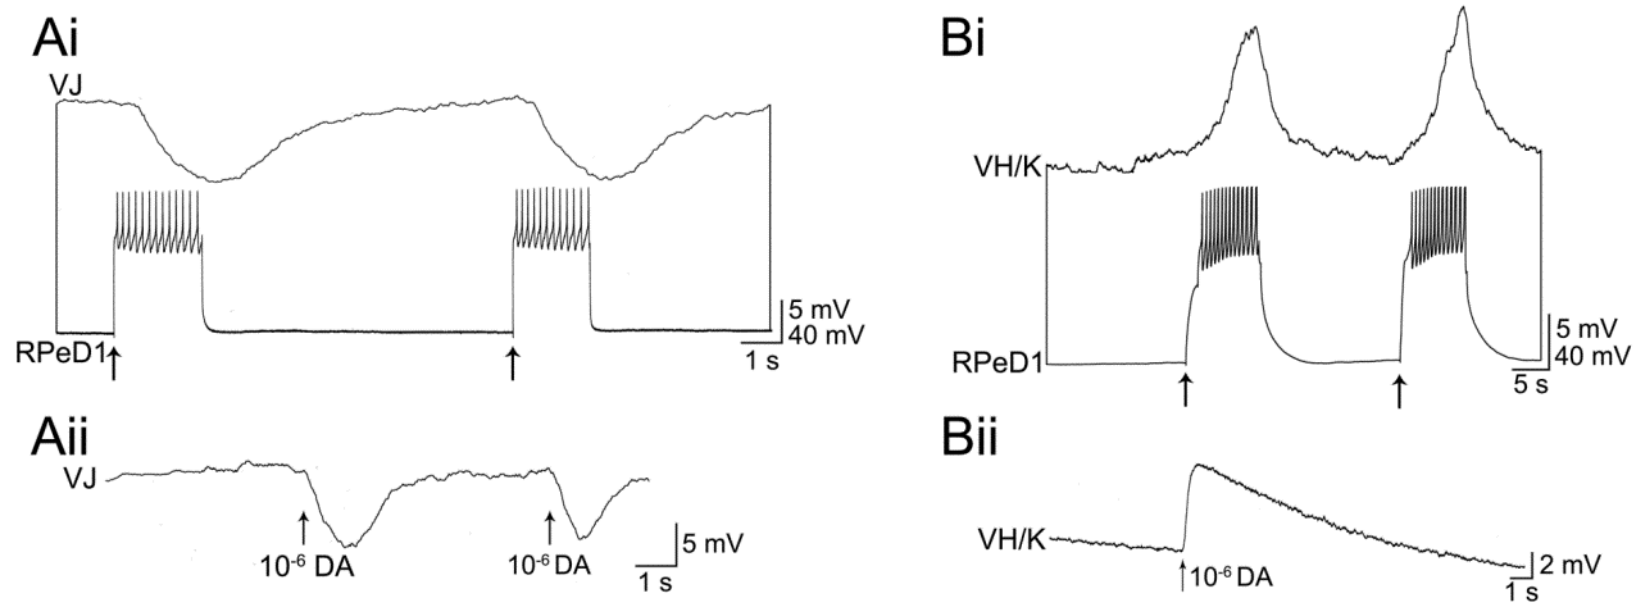 Ai
VJ
5 mV
40 mV
RPeD1
1 s
Aii
VJ
10⁻⁶ DA
10⁻⁶ DA
5 mV
1 s
Bi
VH/K
RPeD1
5 mV
40 mV
5 s
Bii
VH/K
10⁻⁶ DA
2 mV
1 s